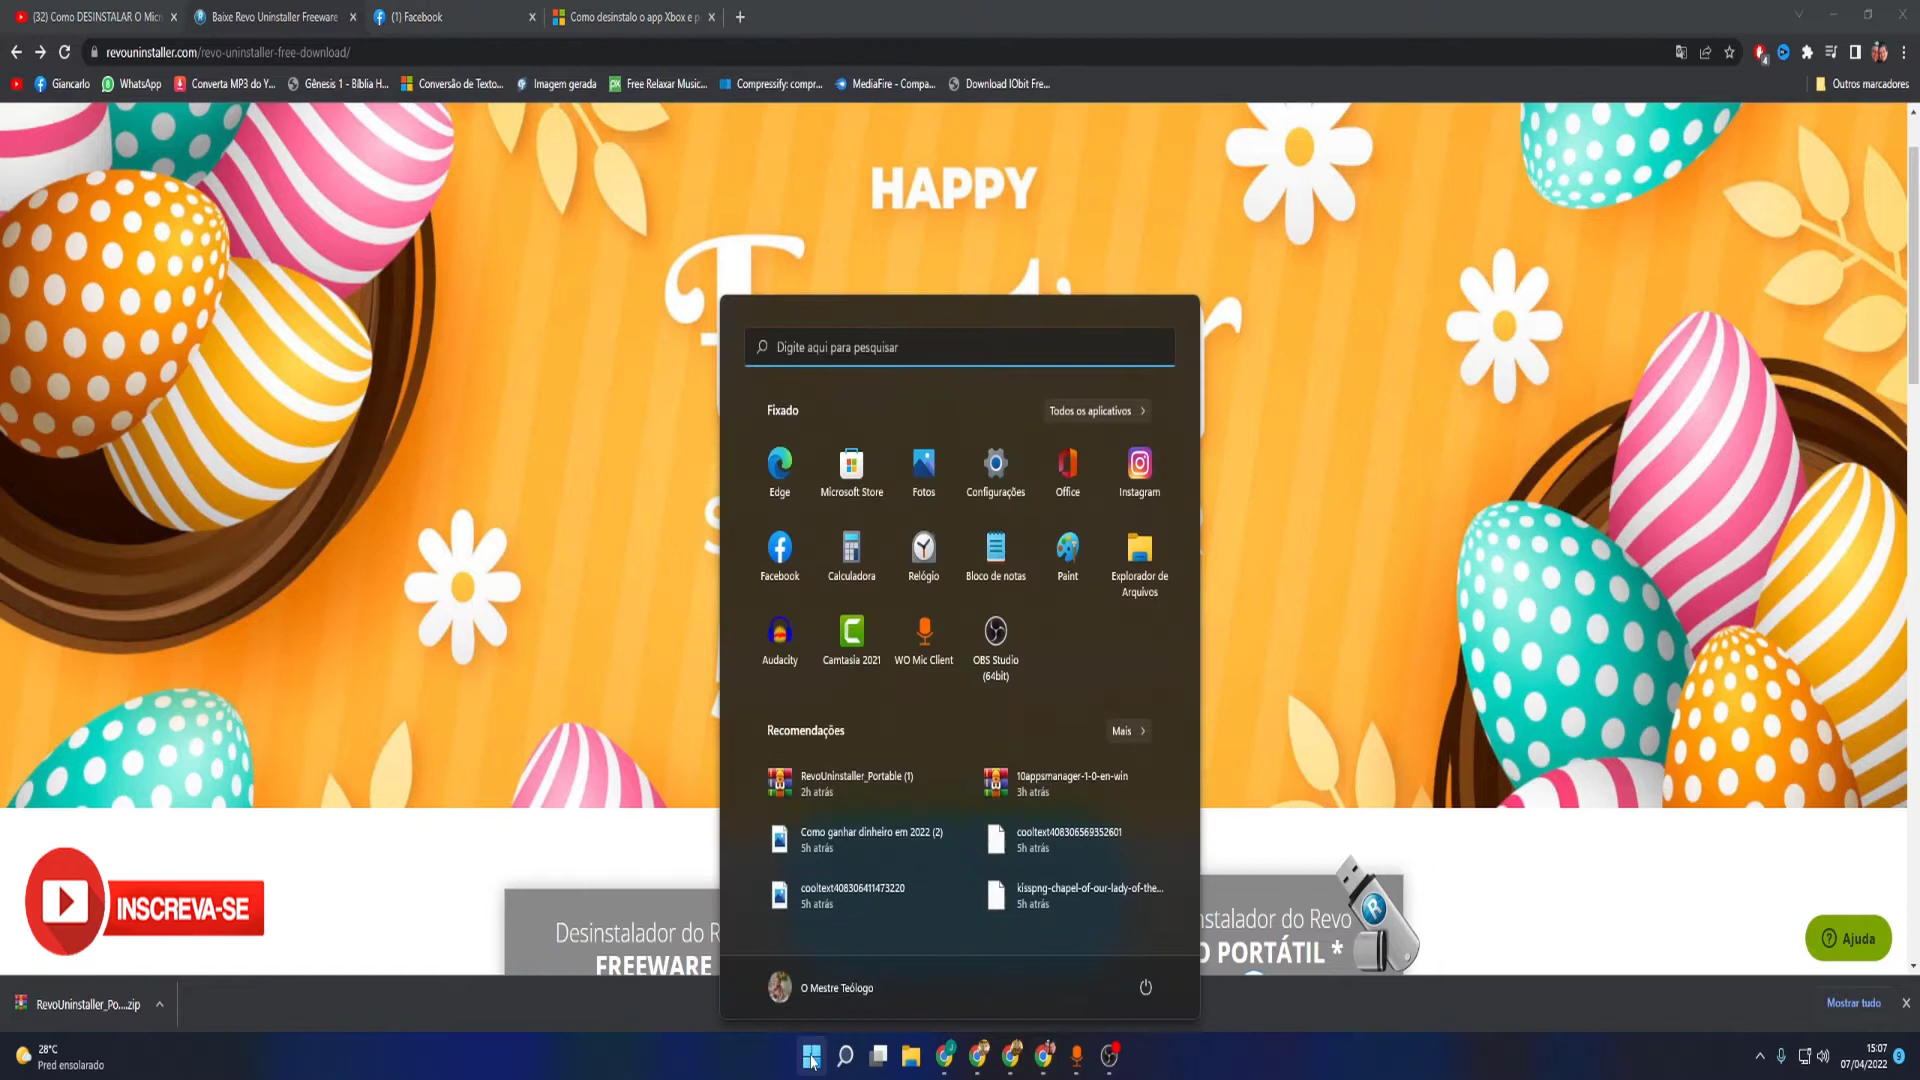 (32) Como DESINSTALAR O Micr
Baixe Revo Uninstaller Freeware
(1) Facebook
Como desinstalo o app Xbox e p
revouninstaller.com/revo-uninstaller-free-download/
4
Giancarlo
WhatsApp
Converta MP3 do Y...
Gênesis 1 - Bíblia H...
Conversão de Texto...
Imagem gerada
Free Relaxar Music...
Compressify: compr...
MediaFire - Compa...
Download IObit Fre...
Outros marcadores
HAPPY
Digite aqui para pesquisar
Fixado
Todos os aplicativos
Edge
Microsoft Store
Fotos
Configurações
Office
Instagram
Facebook
Calculadora
Relógio
Bloco de notas
Paint
Explorador de
Arquivos
Audacity
Camtasia 2021
WO Mic Client
OBS Studio
(64bit)
Recomendações
Mais
RevoUninstaller_Portable (1)
2h atrás
10appsmanager-1-0-en-win
3h atrás
Como ganhar dinheiro em 2022 (2)
5h atrás
cooltext408306569352601
5h atrás
cooltext408306411473220
5h atrás
kisspng-chapel-of-our-lady-of-the...
5h atrás
O Mestre Teólogo
INSCREVA-SE
Desinstalador do R
FREEWARE
nstalador do Revo
O PORTÁTIL *
Ajuda
RevoUninstaller_Po....zip
Mostrar tudo
28°C
Pred ensolarado
15:07
07/04/2022
9